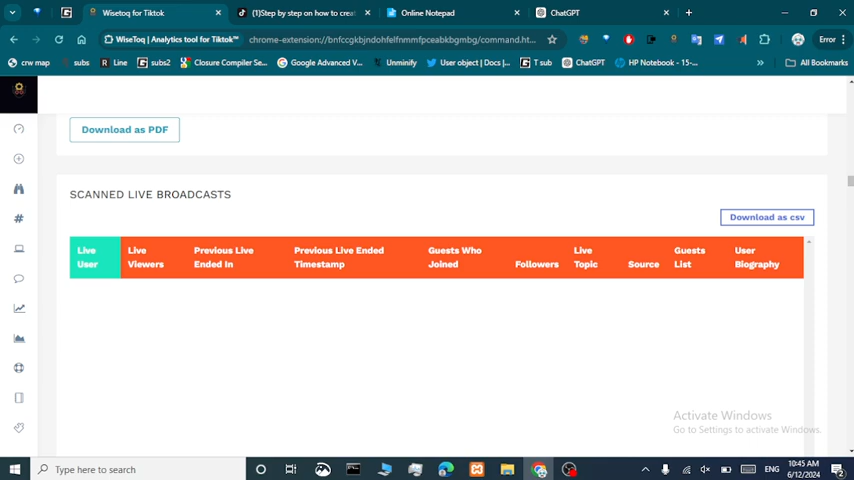 Wisetoq for Tiktok
(1)Step by step on how to creat
Online Notepad
ChatGPT
WiseToq | Analytics tool for Tiktok™
chrome-extension://bnfccgkbjndohfelfnmmfpceabkbgmbg/command.ht...
Error
crw map
subs
Line
subs2
Closure Compiler Se...
Google Advanced V...
Unminify
User object | Docs |...
T sub
ChatGPT
HP Notebook - 15-...
All Bookmarks
Download as PDF
SCANNED LIVE BROADCASTS
Download as csv
Live User
Live Viewers
Previous Live Ended In
Previous Live Ended Timestamp
Guests Who Joined
Followers
Live Topic
Source
Guests List
User Biography
Activate Windows
Go to Settings to activate Windows.
Type here to search
ENG
10:45 AM
6/12/2024
2